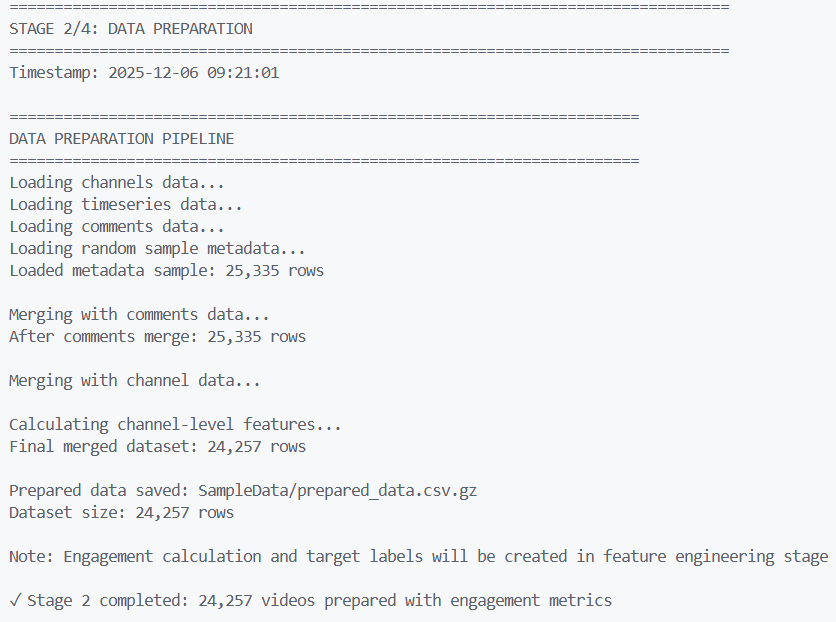 ================================================================================
STAGE 2/4: DATA PREPARATION
================================================================================
Timestamp: 2025-12-06 09:21:01
======================================================================
DATA PREPARATION PIPELINE
======================================================================
Loading channels data...
Loading timeseries data...
Loading comments data...
Loading random sample metadata...
Loaded metadata sample: 25,335 rows
Merging with comments data...
After comments merge: 25,335 rows
Merging with channel data...
Calculating channel-level features...
Final merged dataset: 24,257 rows
Prepared data saved: SampleData/prepared_data.csv.gz
Dataset size: 24,257 rows
Note: Engagement calculation and target labels will be created in feature engineering stage
✓ Stage 2 completed: 24,257 videos prepared with engagement metrics